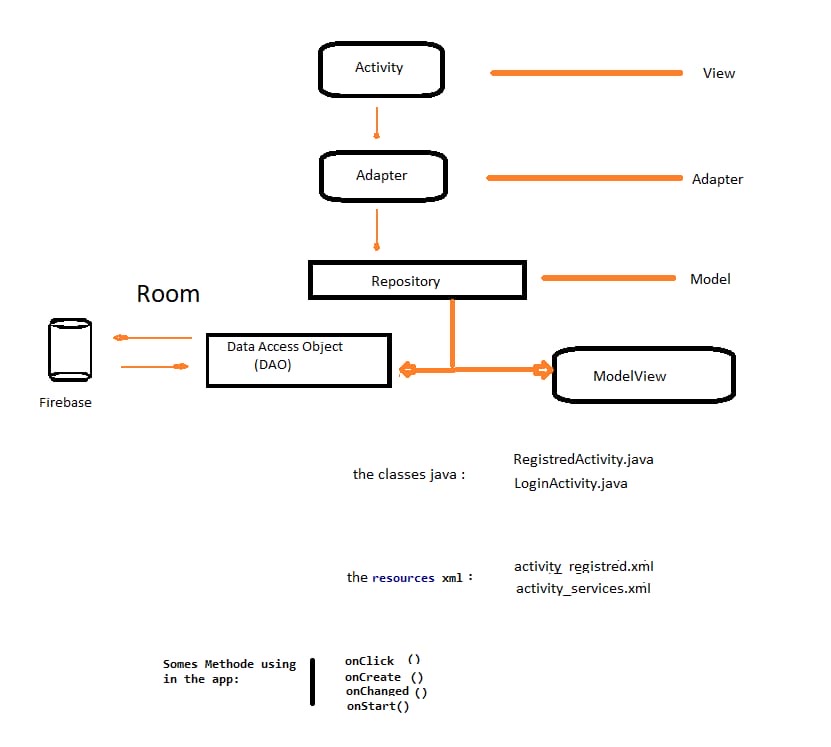 Activity
View
Adapter
Adapter
Repository
Model
Room
Data Access Object
(DAO)
ModelView
Firebase
the classes java :
RegistredActivity.java
LoginActivity.java
the resources xml :
activity_registred.xml
activity_services.xml
Somes Methode using
in the app:
onClick ()
onCreate ()
onChanged ()
onStart()